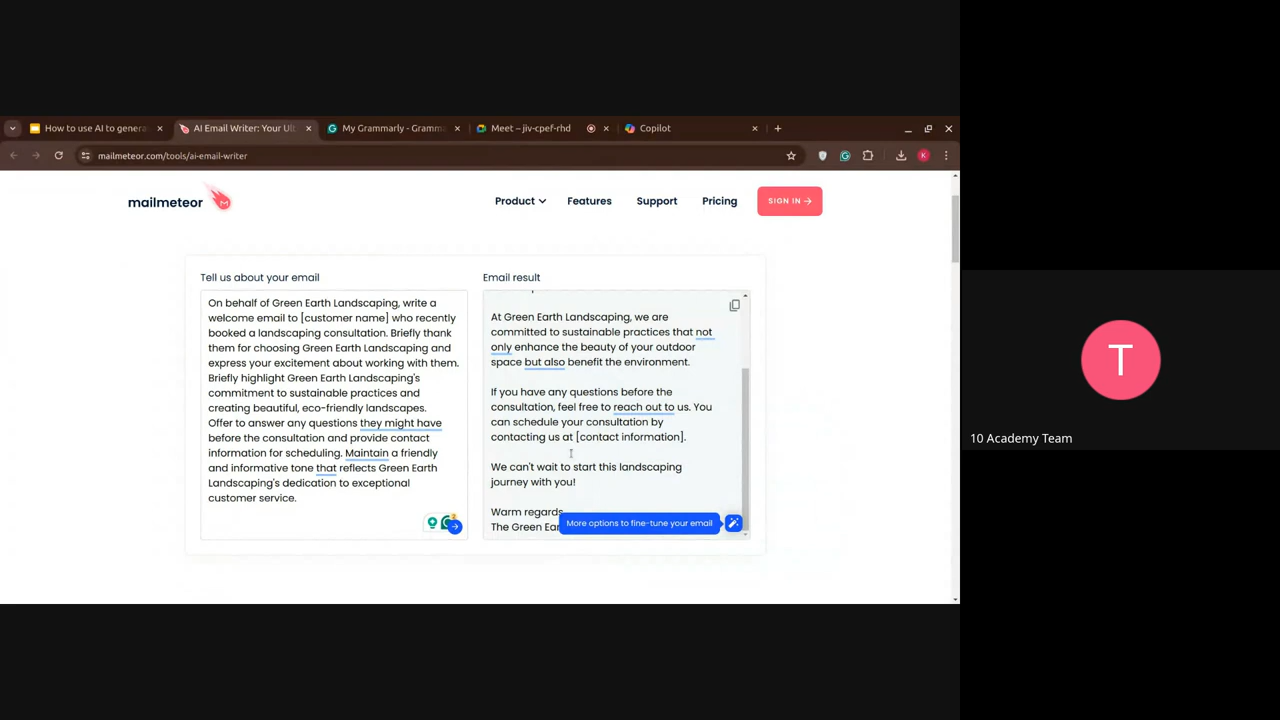 How to use AI to genera
AI Email Writer: Your Ult
My Grammarly - Gramma
Meet – jiv-cpef-rhd
Copilot
mailmeteor.com/tools/ai-email-writer
K
mailmeteor
M
Product
Features
Support
Pricing
SIGN IN
Tell us about your email
On behalf of Green Earth Landscaping, write a
welcome email to [customer name] who recently
booked a landscaping consultation. Briefly thank
them for choosing Green Earth Landscaping and
express your excitement about working with them.
Briefly highlight Green Earth Landscaping's
commitment to sustainable practices and
creating beautiful, eco-friendly landscapes.
Offer to answer any questions they might have
before the consultation and provide contact
information for scheduling. Maintain a friendly
and informative tone that reflects Green Earth
Landscaping's dedication to exceptional
customer service.
Email result
At Green Earth Landscaping, we are
committed to sustainable practices that not
only enhance the beauty of your outdoor
space but also benefit the environment.
If you have any questions before the
consultation, feel free to reach out to us. You
can schedule your consultation by
contacting us at [contact information].
We can't wait to start this landscaping
journey with you!
Warm regards
The Green Ear
More options to fine-tune your email
T
10 Academy Team